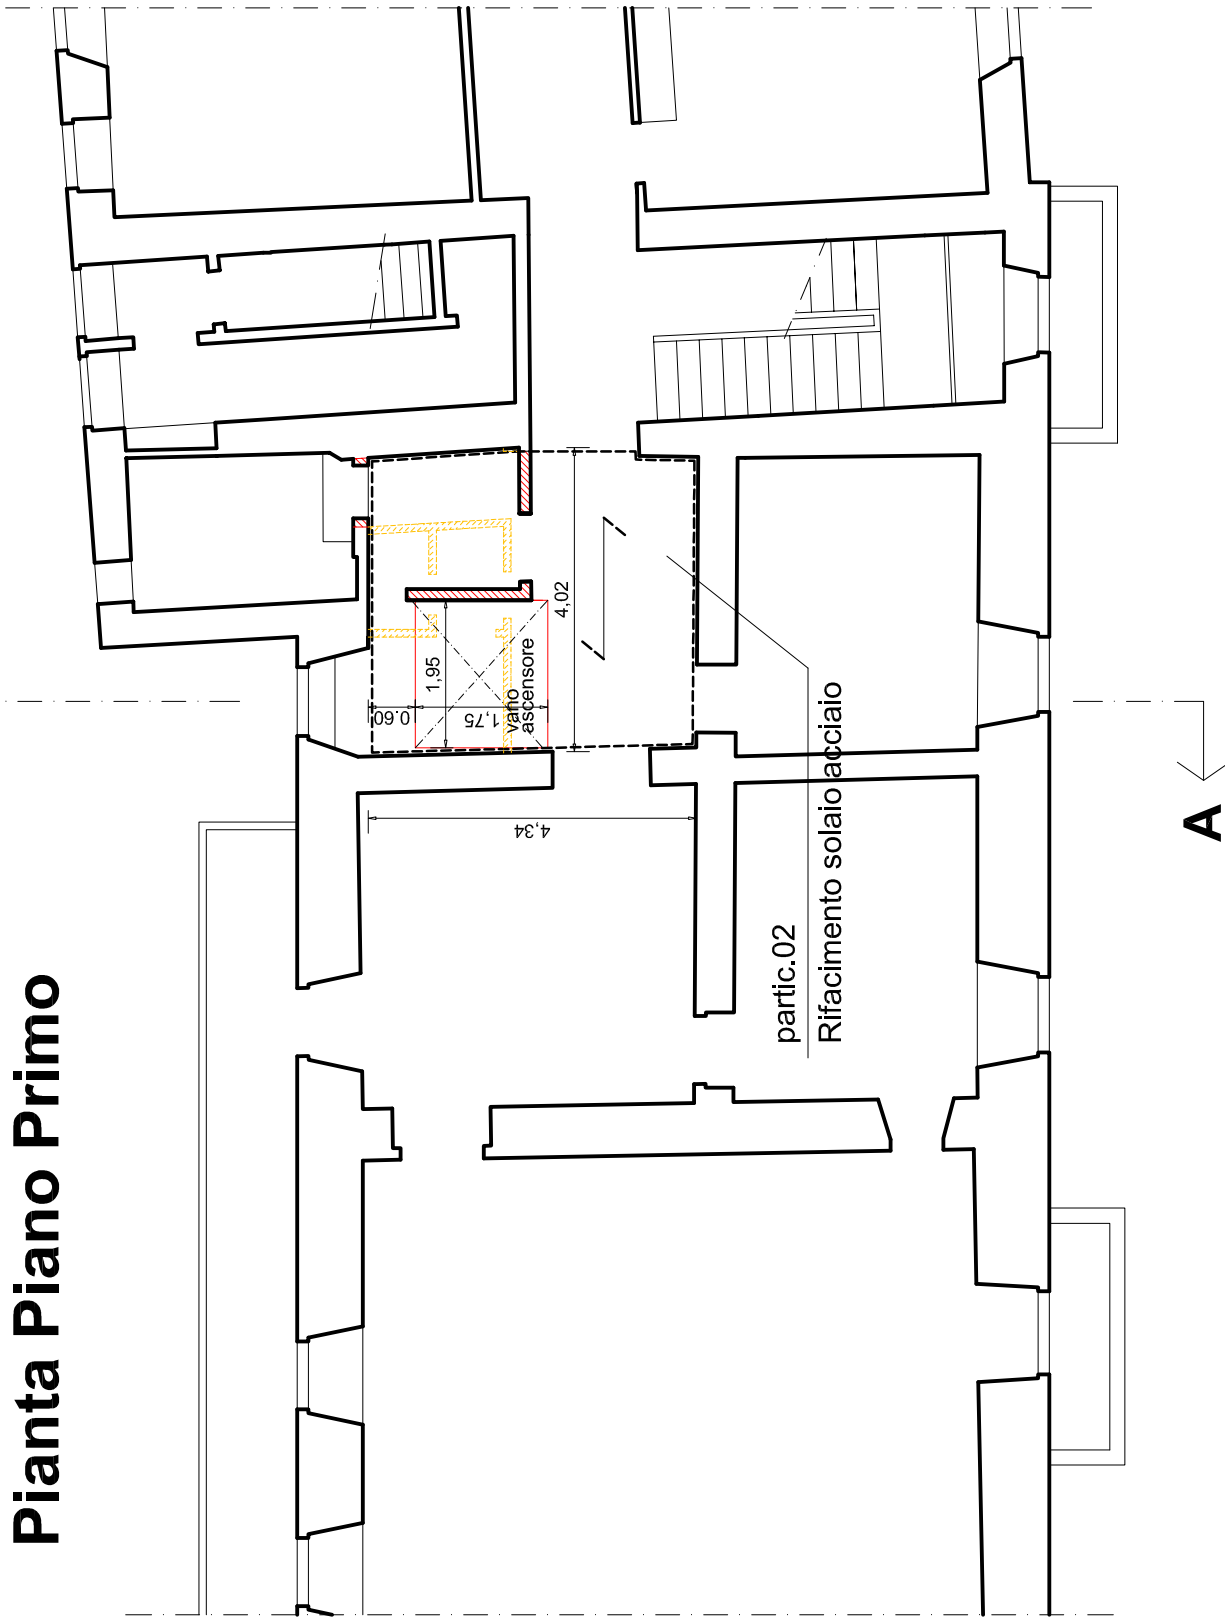 Pianta Piano Primo
1,95
0.60
1,75
vano
ascensore
4,02
4,34
partic.02
Rifacimento solaio acciaio
A